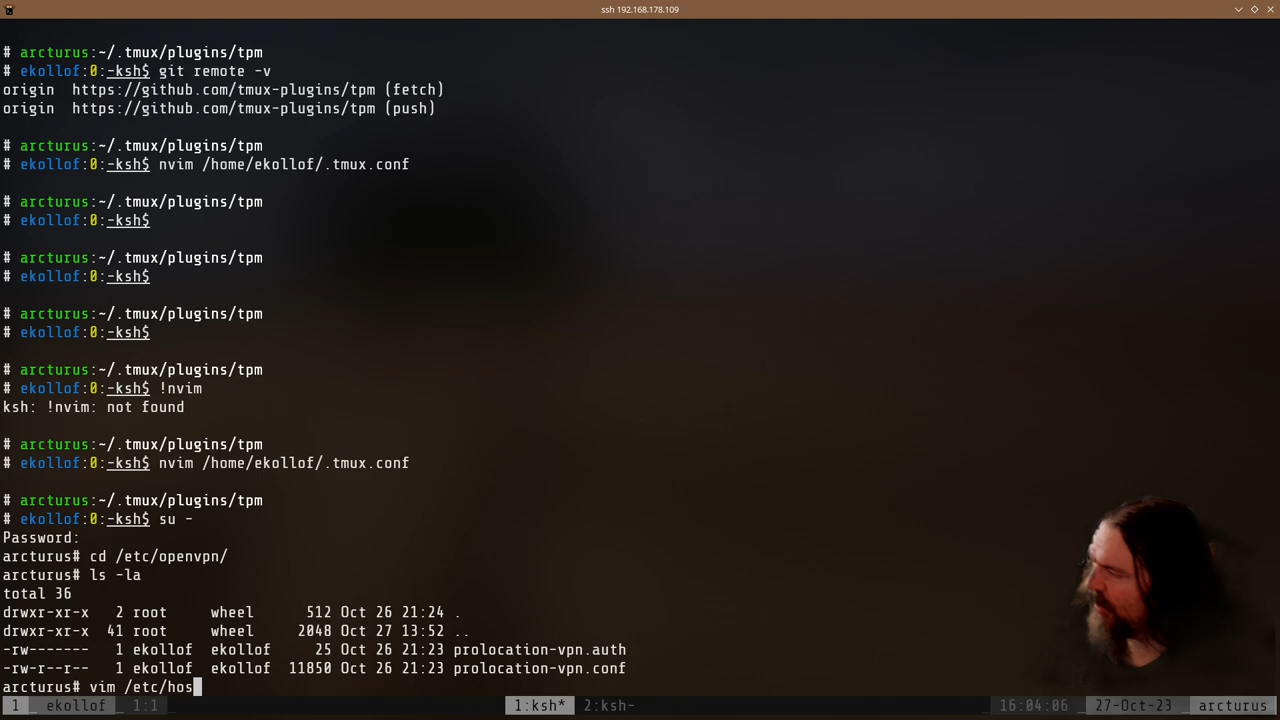 ssh 192.168.178.109
# arcturus:~/.tmux/plugins/tpm
# ekollof:0:-ksh$ git remote -v
origin  https://github.com/tmux-plugins/tpm (fetch)
origin  https://github.com/tmux-plugins/tpm (push)
# arcturus:~/.tmux/plugins/tpm
# ekollof:0:-ksh$ nvim /home/ekollof/.tmux.conf
# arcturus:~/.tmux/plugins/tpm
# ekollof:0:-ksh$
# arcturus:~/.tmux/plugins/tpm
# ekollof:0:-ksh$
# arcturus:~/.tmux/plugins/tpm
# ekollof:0:-ksh$
# arcturus:~/.tmux/plugins/tpm
# ekollof:0:-ksh$ !nvim
ksh: !nvim: not found
# arcturus:~/.tmux/plugins/tpm
# ekollof:0:-ksh$ nvim /home/ekollof/.tmux.conf
# arcturus:~/.tmux/plugins/tpm
# ekollof:0:-ksh$ su -
Password:
arcturus# cd /etc/openvpn/
arcturus# ls -la
total 36
drwxr-xr-x   2 root     wheel      512 Oct 26 21:24 .
drwxr-xr-x  41 root     wheel     2048 Oct 27 13:52 ..
-rw-------   1 ekollof  ekollof     25 Oct 26 21:23 prolocation-vpn.auth
-rw-r--r--   1 ekollof  ekollof  11850 Oct 26 21:23 prolocation-vpn.conf
arcturus# vim /etc/hos
1 ekollof 1:1 1:ksh* 2:ksh- 16:04:06 27-Oct-23 arcturus